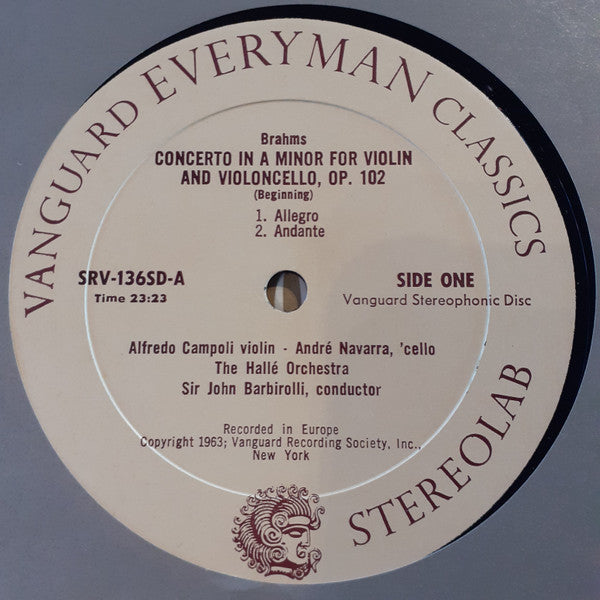 VANGUARD EVERYMAN CLASSICS
Brahms
CONCERTO IN A MINOR FOR VIOLIN
AND VIOLONCELLO, OP. 102
(Beginning)
1. Allegro
2. Andante
SRV-136SD-A
Time 23:23
SIDE ONE
Vanguard Stereophonic Disc
Alfredo Campoli violin - André Navarra, 'cello
The Hallé Orchestra
Sir John Barbirolli, conductor
Recorded in Europe
Copyright 1963; Vanguard Recording Society, Inc.,
New York
STEREOLAB